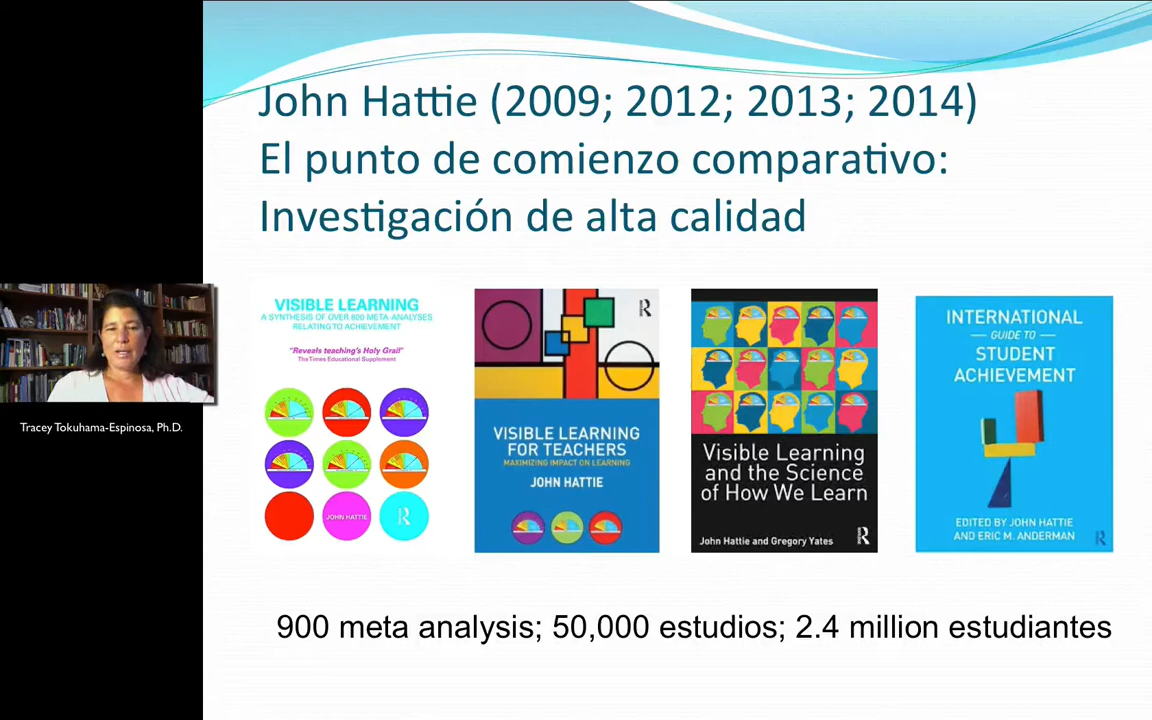 John Hattie (2009; 2012; 2013; 2014)
El punto de comienzo comparativo:
Investigación de alta calidad
Tracey Tokuhama-Espinosa, Ph.D.
VISIBLE LEARNING
A SYNTHESIS OF OVER 800 META-ANALYSES
RELATING TO ACHIEVEMENT
"Reveals teaching's Holy Grail"
The Times Educational Supplement
JOHN HATTIE
R
R
VISIBLE LEARNING
FOR TEACHERS
MAXIMIZING IMPACT ON LEARNING
JOHN HATTIE
Visible Learning
and the Science
of How We Learn
John Hattie and Gregory Yates
R
INTERNATIONAL
GUIDE TO
STUDENT
ACHIEVEMENT
EDITED BY JOHN HATTIE
AND ERIC M. ANDERMAN
R
900 meta analysis; 50,000 estudios; 2.4 million estudiantes